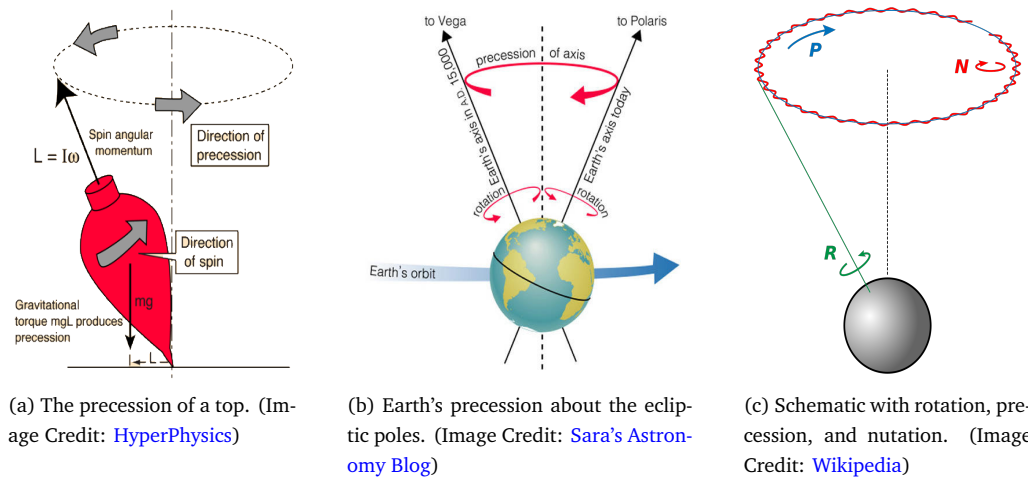 Spin angular
momentum
L = Iω
Direction of
precession
Direction
of spin
mg
Gravitational
torque mgL produces
precession
L
(a) The precession of a top. (Im-
age Credit: HyperPhysics)
to Vega
to Polaris
precession of axis
Earth's axis in A.D. 15,000
Earth's axis today
rotation
rotation
Earth's orbit
(b) Earth's precession about the eclip-
tic poles. (Image Credit: Sara's Astron-
omy Blog)
P
N
R
(c) Schematic with rotation, pre-
cession, and nutation. (Image
Credit: Wikipedia)